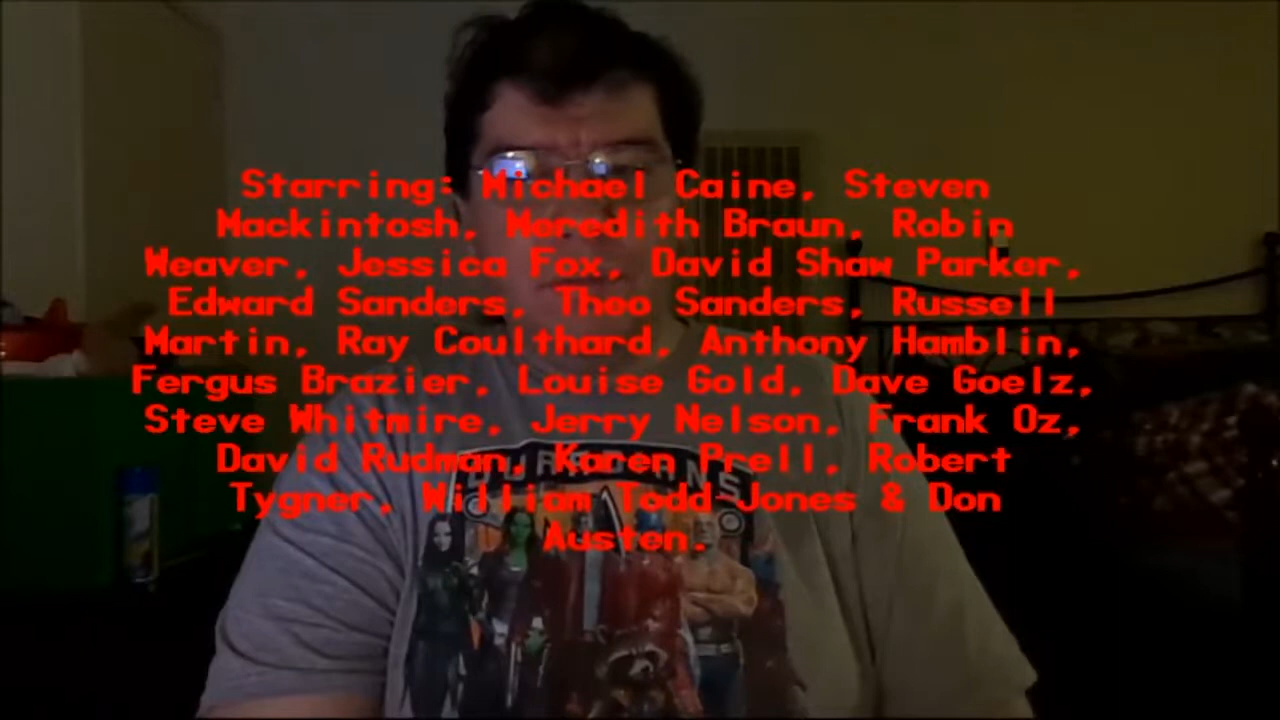 Starring: Michael Caine, Steven
Mackintosh, Meredith Braun, Robin
Weaver, Jessica Fox, David Shaw Parker,
Edward Sanders, Theo Sanders, Russell
Martin, Ray Coulthard, Anthony Hamblin,
Fergus Brazier, Louise Gold, Dave Goelz,
Steve Whitmire, Jerry Nelson, Frank Oz,
David Rudman, Karen Prell, Robert
Tygner, William Todd-Jones & Don
Austen.
GUARDIANS